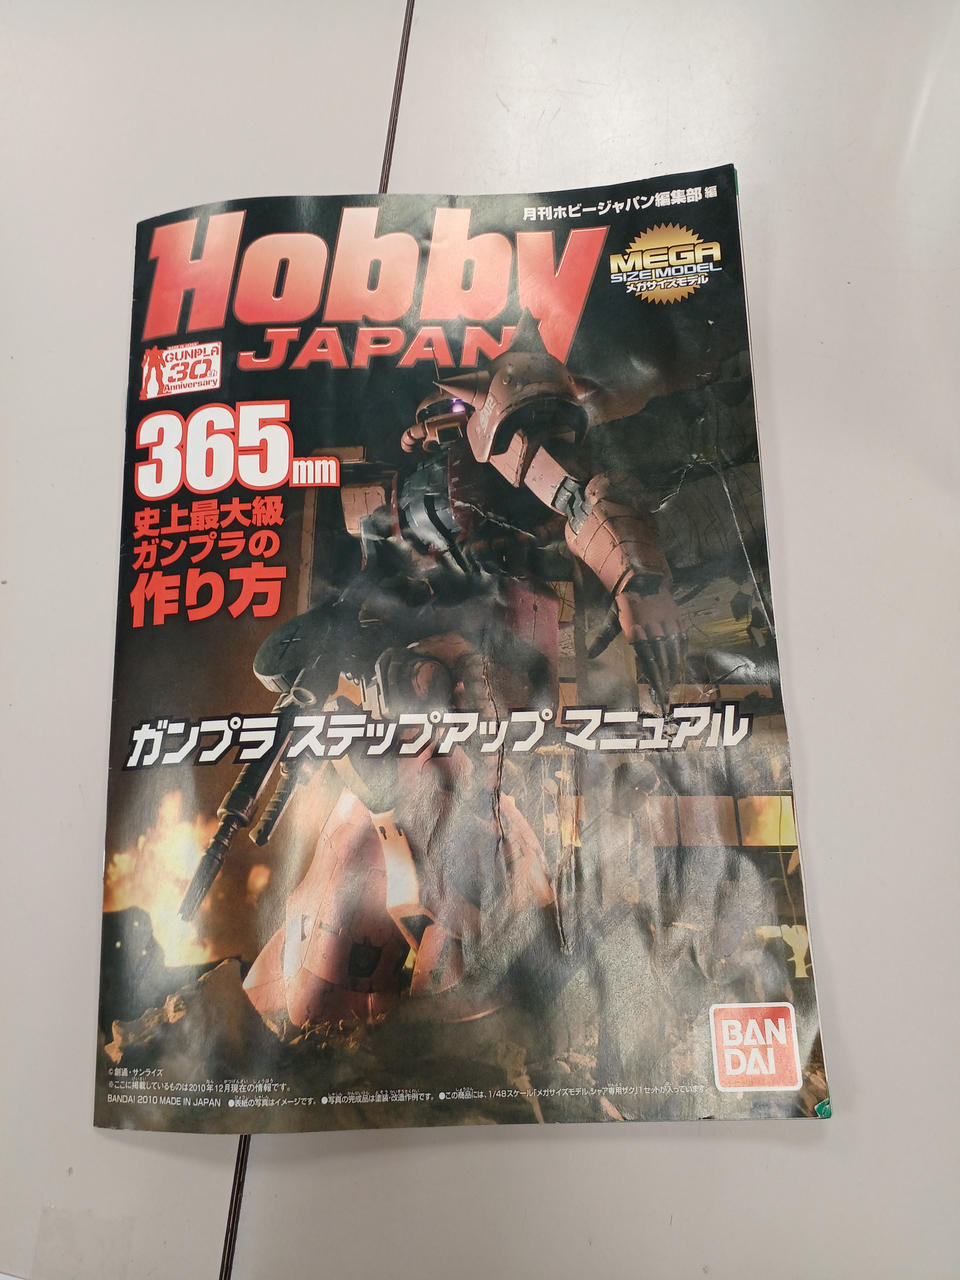 月刊ホビージャパン編集部 編
Hobby
JAPAN
MEGA
SIZE MODEL
メガサイズモデル
GUNPLA
30th
Anniversary
365mm
史上最大級
ガンプラの
作り方
ガンプラ ステップアップ マニュアル
BAN
DAI
© 創通・サンライズ
※ここに掲載しているものは2010年12月現在の情報です。
BANDAI 2010 MADE IN JAPAN ●表紙の写真はイメージです。 ●写真の完成品は塗装・改造作例です。 ●この商品には、1/48スケール「メガサイズモデル シャア専用ザク」1セットが入っています。